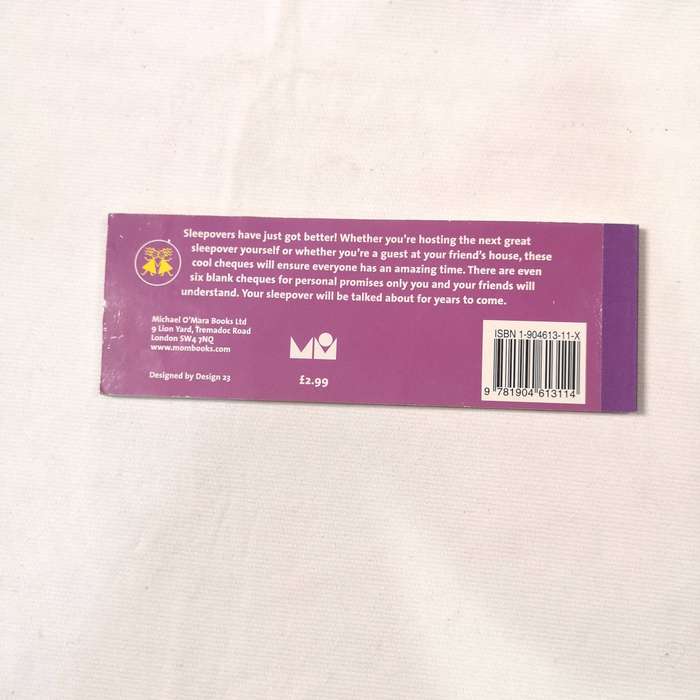 Sleepovers have just got better! Whether you're hosting the next great
sleepover yourself or whether you're a guest at your friend's house, these
cool cheques will ensure everyone has an amazing time. There are even
six blank cheques for personal promises only you and your friends will
understand. Your sleepover will be talked about for years to come.
Michael O'Mara Books Ltd
9 Lion Yard, Tremadoc Road
London SW4 7NQ
www.mombooks.com
Designed by Design 23
£2.99
ISBN 1-904613-11-X
9 781904 613114